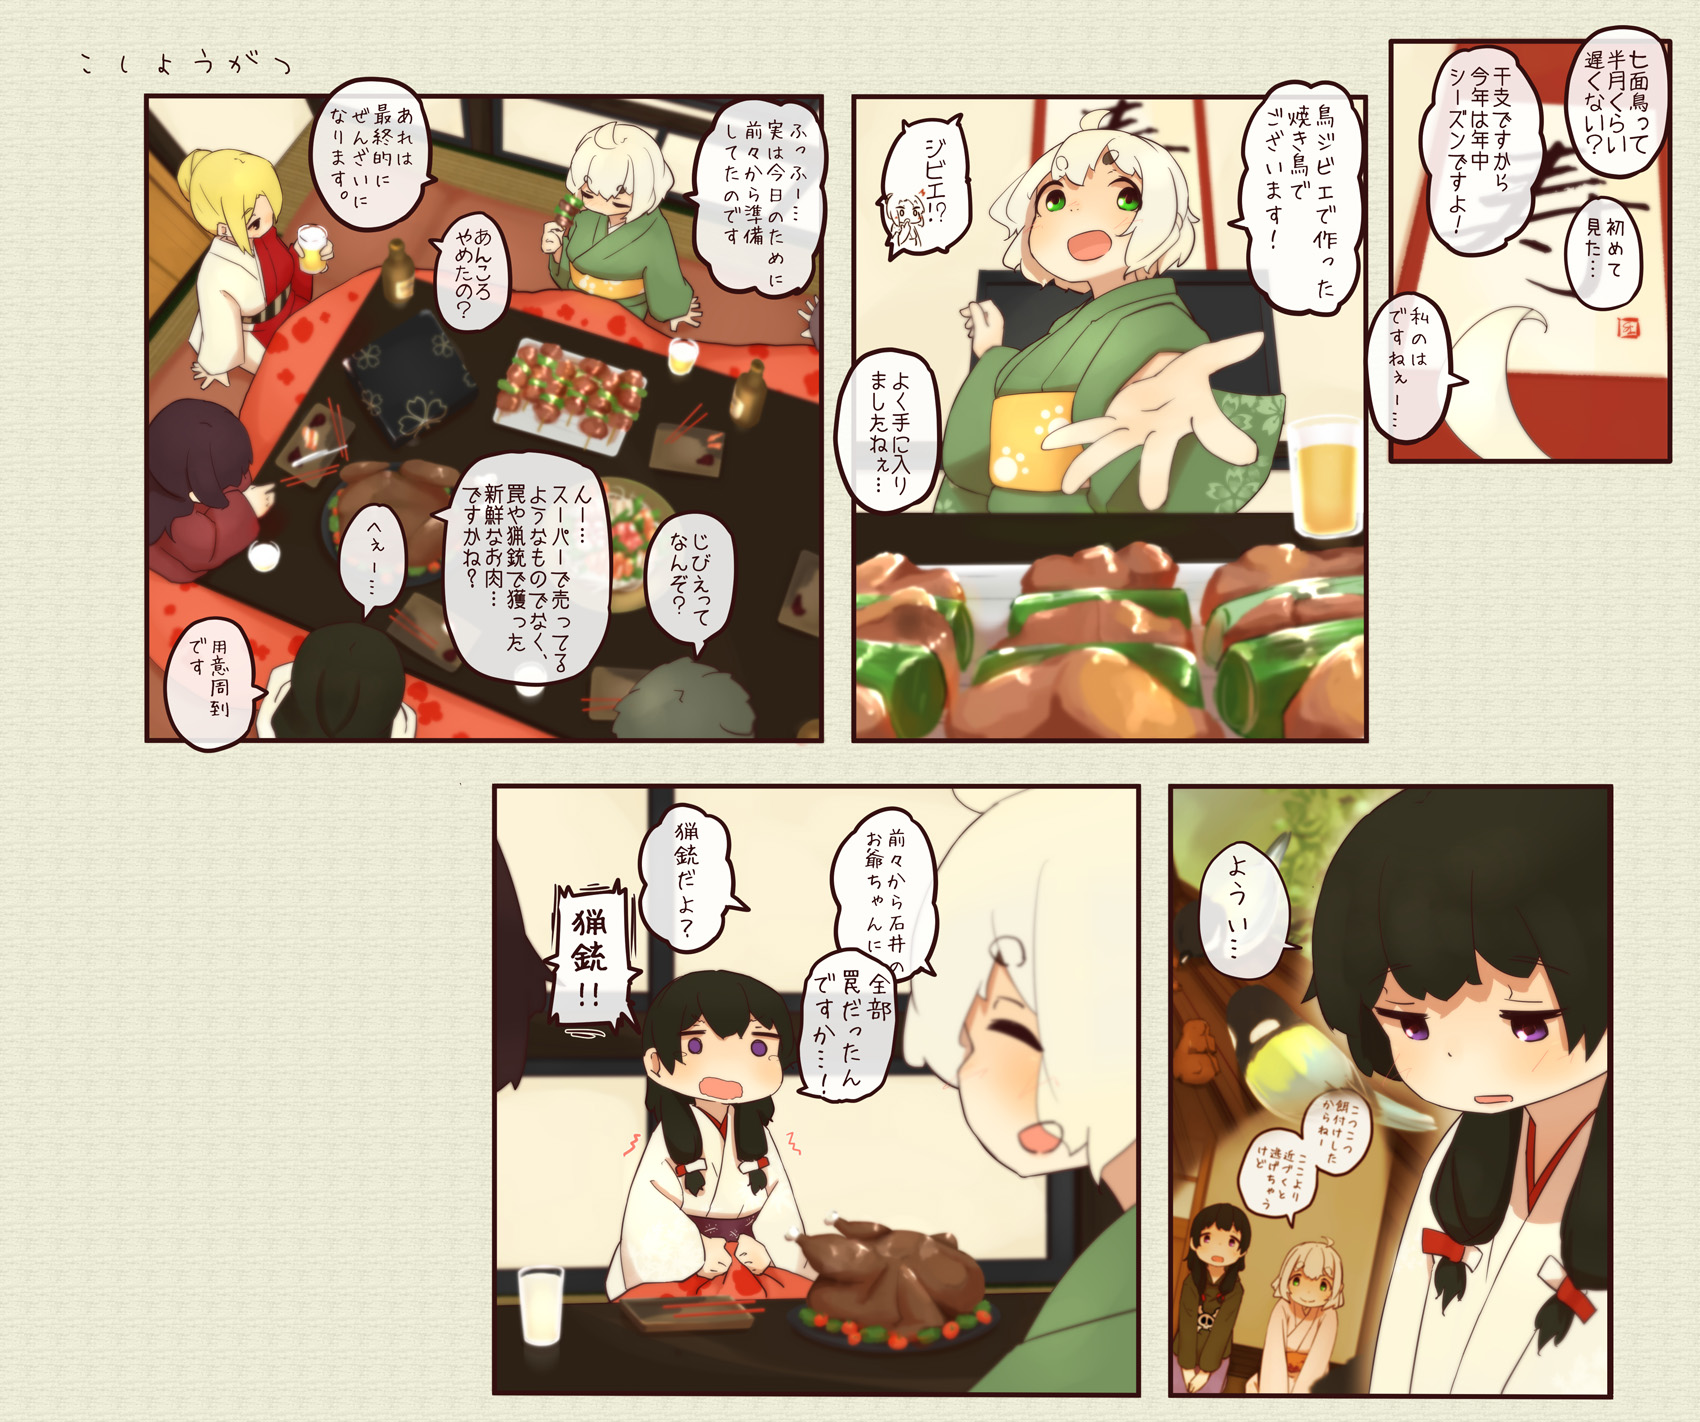 こしょうがつ
七面鳥って
半月くらい
遅くない?
干支ですから
今年は年中
シーズンですよ!
初めて
見た…
私のは
ですねぇー…
鳥ジビエで作った
焼き鳥で
ございます!
ジビエ!?
よく手に入り
ましたねぇ…
ふっふー…
実は今日のために
前々から準備
してたのです
あれは
最終的に
ぜんざいに
なります。
あんころ
やめたの?
じびえって
なんぞ?
んー…
スーパーで売ってる
ようなものでなく、
罠や猟銃で獲った
新鮮なお肉…
ですかね?
へぇー…
用意周到
です
ようい…
こつこつ
餌付けした
からねー
ここより
近づくと
逃げちゃう
けど
前々から石井の
お爺ちゃんに
全部
罠だったん
ですか…!
猟銃だよ?
猟銃!!